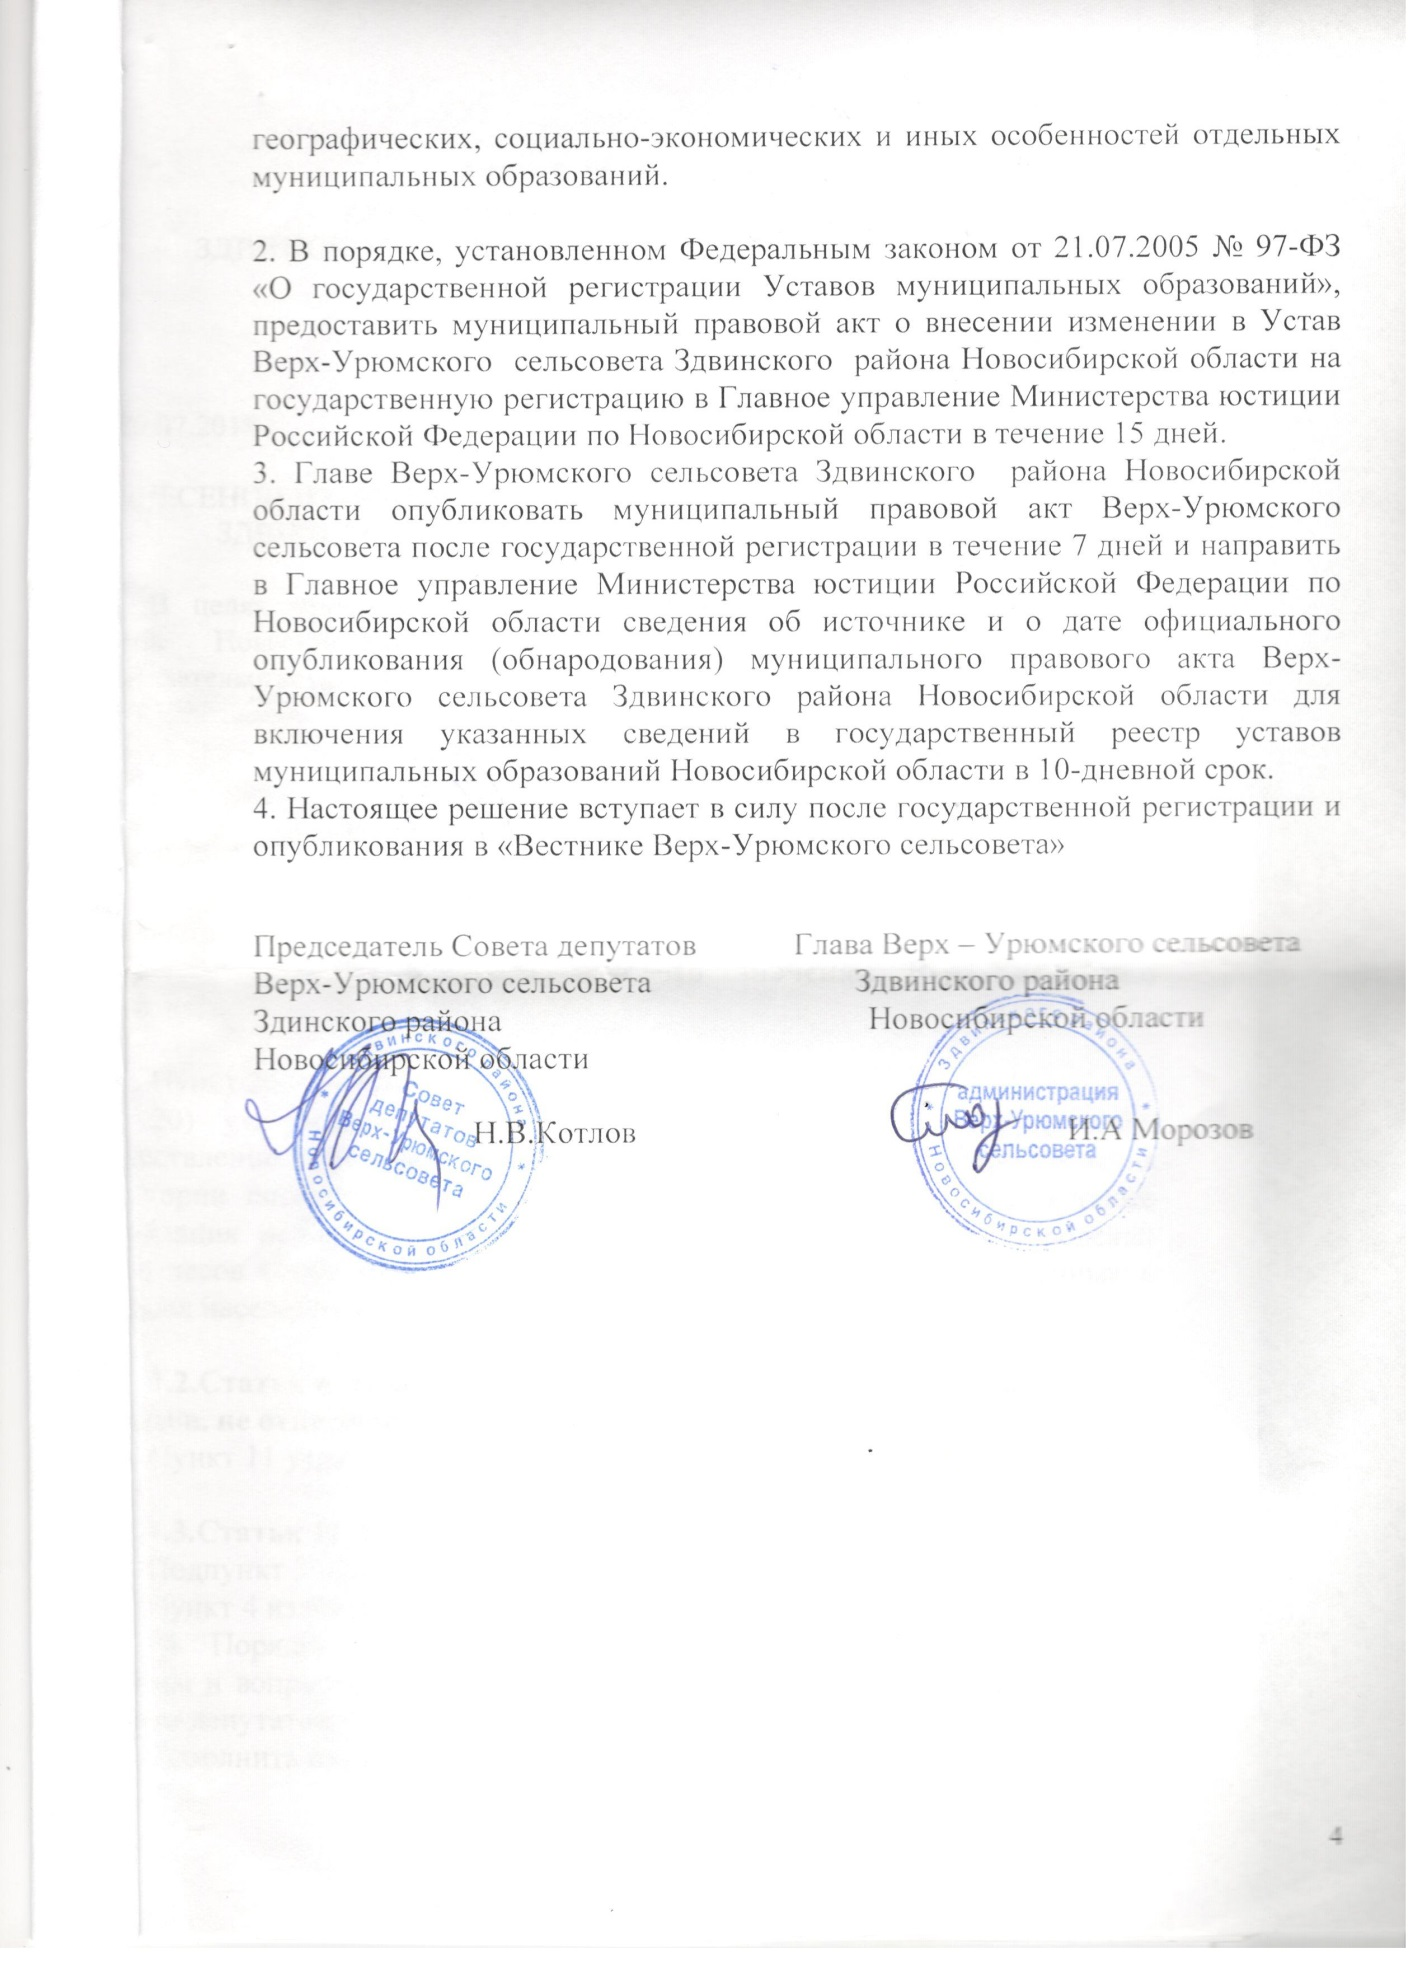 географических, социально-экономических и иных особенностей отдельных
муниципальных образований.
2. В порядке, установленном Федеральным законом от 21.07.2005 № 97-ФЗ
«О государственной регистрации Уставов муниципальных образований»,
предоставить муниципальный правовой акт о внесении изменении в Устав
Верх-Урюмского сельсовета Здвинского района Новосибирской области на
государственную регистрацию в Главное управление Министерства юстиции
Российской Федерации по Новосибирской области в течение 15 дней.
3. Главе Верх-Урюмского сельсовета Здвинского района Новосибирской
области опубликовать муниципальный правовой акт Верх-Урюмского
сельсовета после государственной регистрации в течение 7 дней и направить
в Главное управление Министерства юстиции Российской Федерации по
Новосибирской области сведения об источнике и о дате официального
опубликования (обнародования) муниципального правового акта Верх-
Урюмского сельсовета Здвинского района Новосибирской области для
включения указанных сведений в государственный реестр уставов
муниципальных образований Новосибирской области в 10-дневной срок.
4. Настоящее решение вступает в силу после государственной регистрации и
опубликования в «Вестнике Верх-Урюмского сельсовета»
Председатель Совета депутатов
Верх-Урюмского сельсовета
Здинского района
Новосибирской области
Н.В.Котлов
Здвинского района
Новосибирской области
Совет
депутатов
Верх-Урюмского
сельсовета
Глава Верх – Урюмского сельсовета
Здвинского района
Новосибирской области
И.А Морозов
Здвинского района
Новосибирской области
администрация
Верх-Урюмского
сельсовета
4